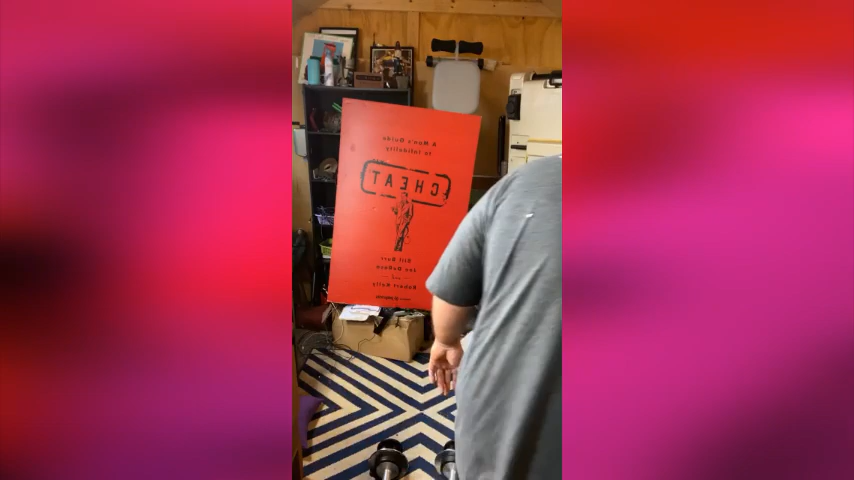 A Man's Guide
to Infidelity
CHEAT
Bill Burr
Joe DeRosa
and
Robert Kelly